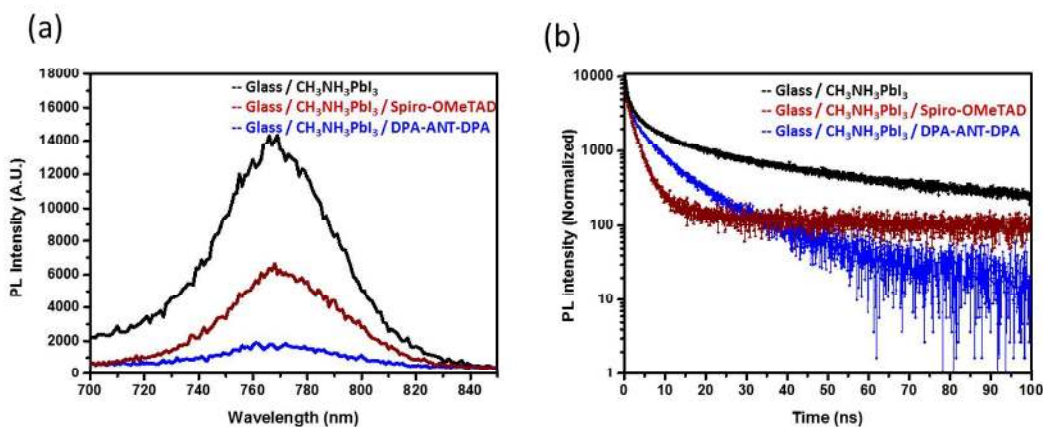 (a)
18000
16000
14000
12000
10000
8000
6000
4000
2000
0
PL Intensity (A.U.)
-- Glass / CH₃NH₃PbI₃
-- Glass / CH₃NH₃PbI₃ / Spiro-OMeTAD
-- Glass / CH₃NH₃PbI₃ / DPA-ANT-DPA
700 720 740 760 780 800 820 840
Wavelength (nm)
(b)
10000
1000
100
10
1
PL intensity (Normalized)
-- Glass / CH₃NH₃PbI₃
-- Glass / CH₃NH₃PbI₃ / Spiro-OMeTAD
-- Glass / CH₃NH₃PbI₃ / DPA-ANT-DPA
0 10 20 30 40 50 60 70 80 90 100
Time (ns)